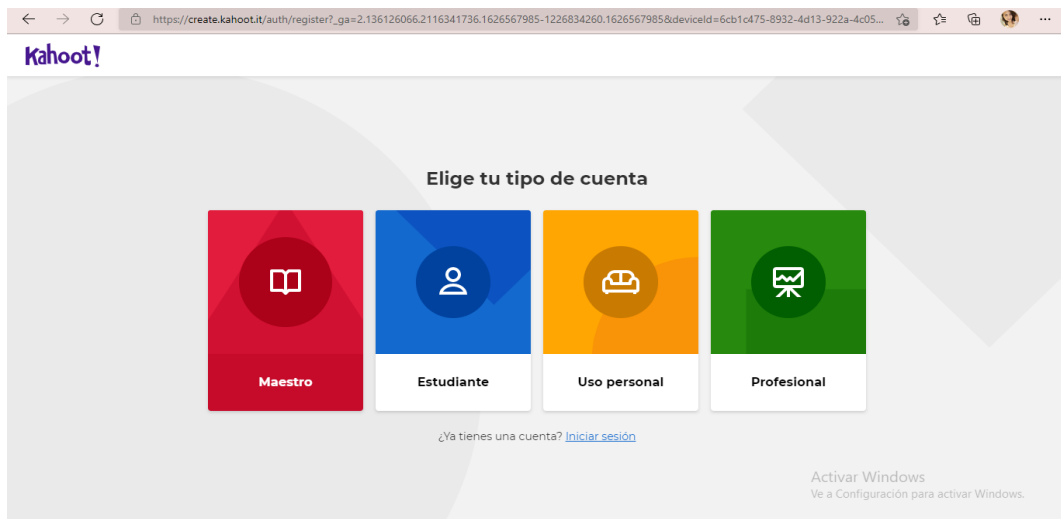 https://create.kahoot.it/auth/register?_ga=2.136126066.2116341736.1626567985-1226834260.1626567985&deviceId=6cb1c475-8932-4d13-922a-4c05...
Kahoot!
Elige tu tipo de cuenta
Maestro
Estudiante
Uso personal
Profesional
¿Ya tienes una cuenta? Iniciar sesión
Activar Windows
Ve a Configuración para activar Windows.